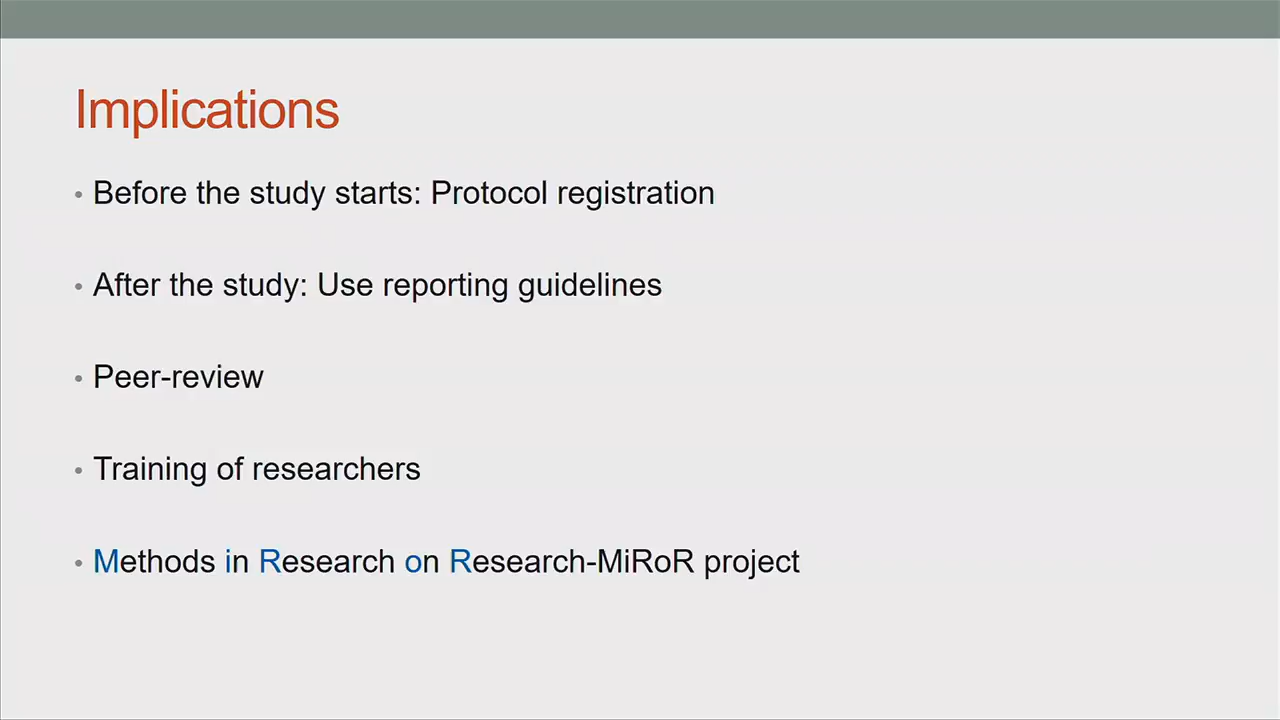 Implications
• Before the study starts: Protocol registration
• After the study: Use reporting guidelines
• Peer-review
• Training of researchers
• Methods in Research on Research-MiRoR project